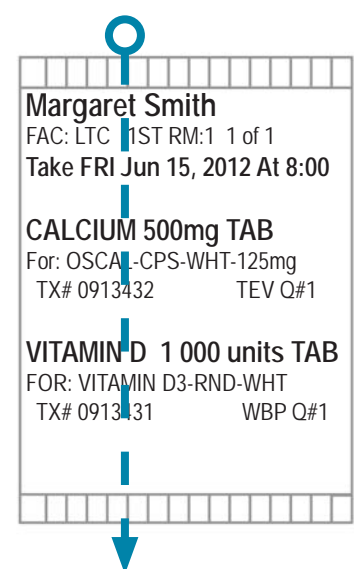 Margaret Smith
FAC: LTC 1ST RM:1 1 of 1
Take FRI Jun 15, 2012 At 8:00
CALCIUM 500mg TAB
For: OSCAL-CPS-WHT-125mg
TX# 0913432 TEV Q#1
VITAMIN D 1 000 units TAB
FOR: VITAMIN D3-RND-WHT
TX# 0913431 WBP Q#1